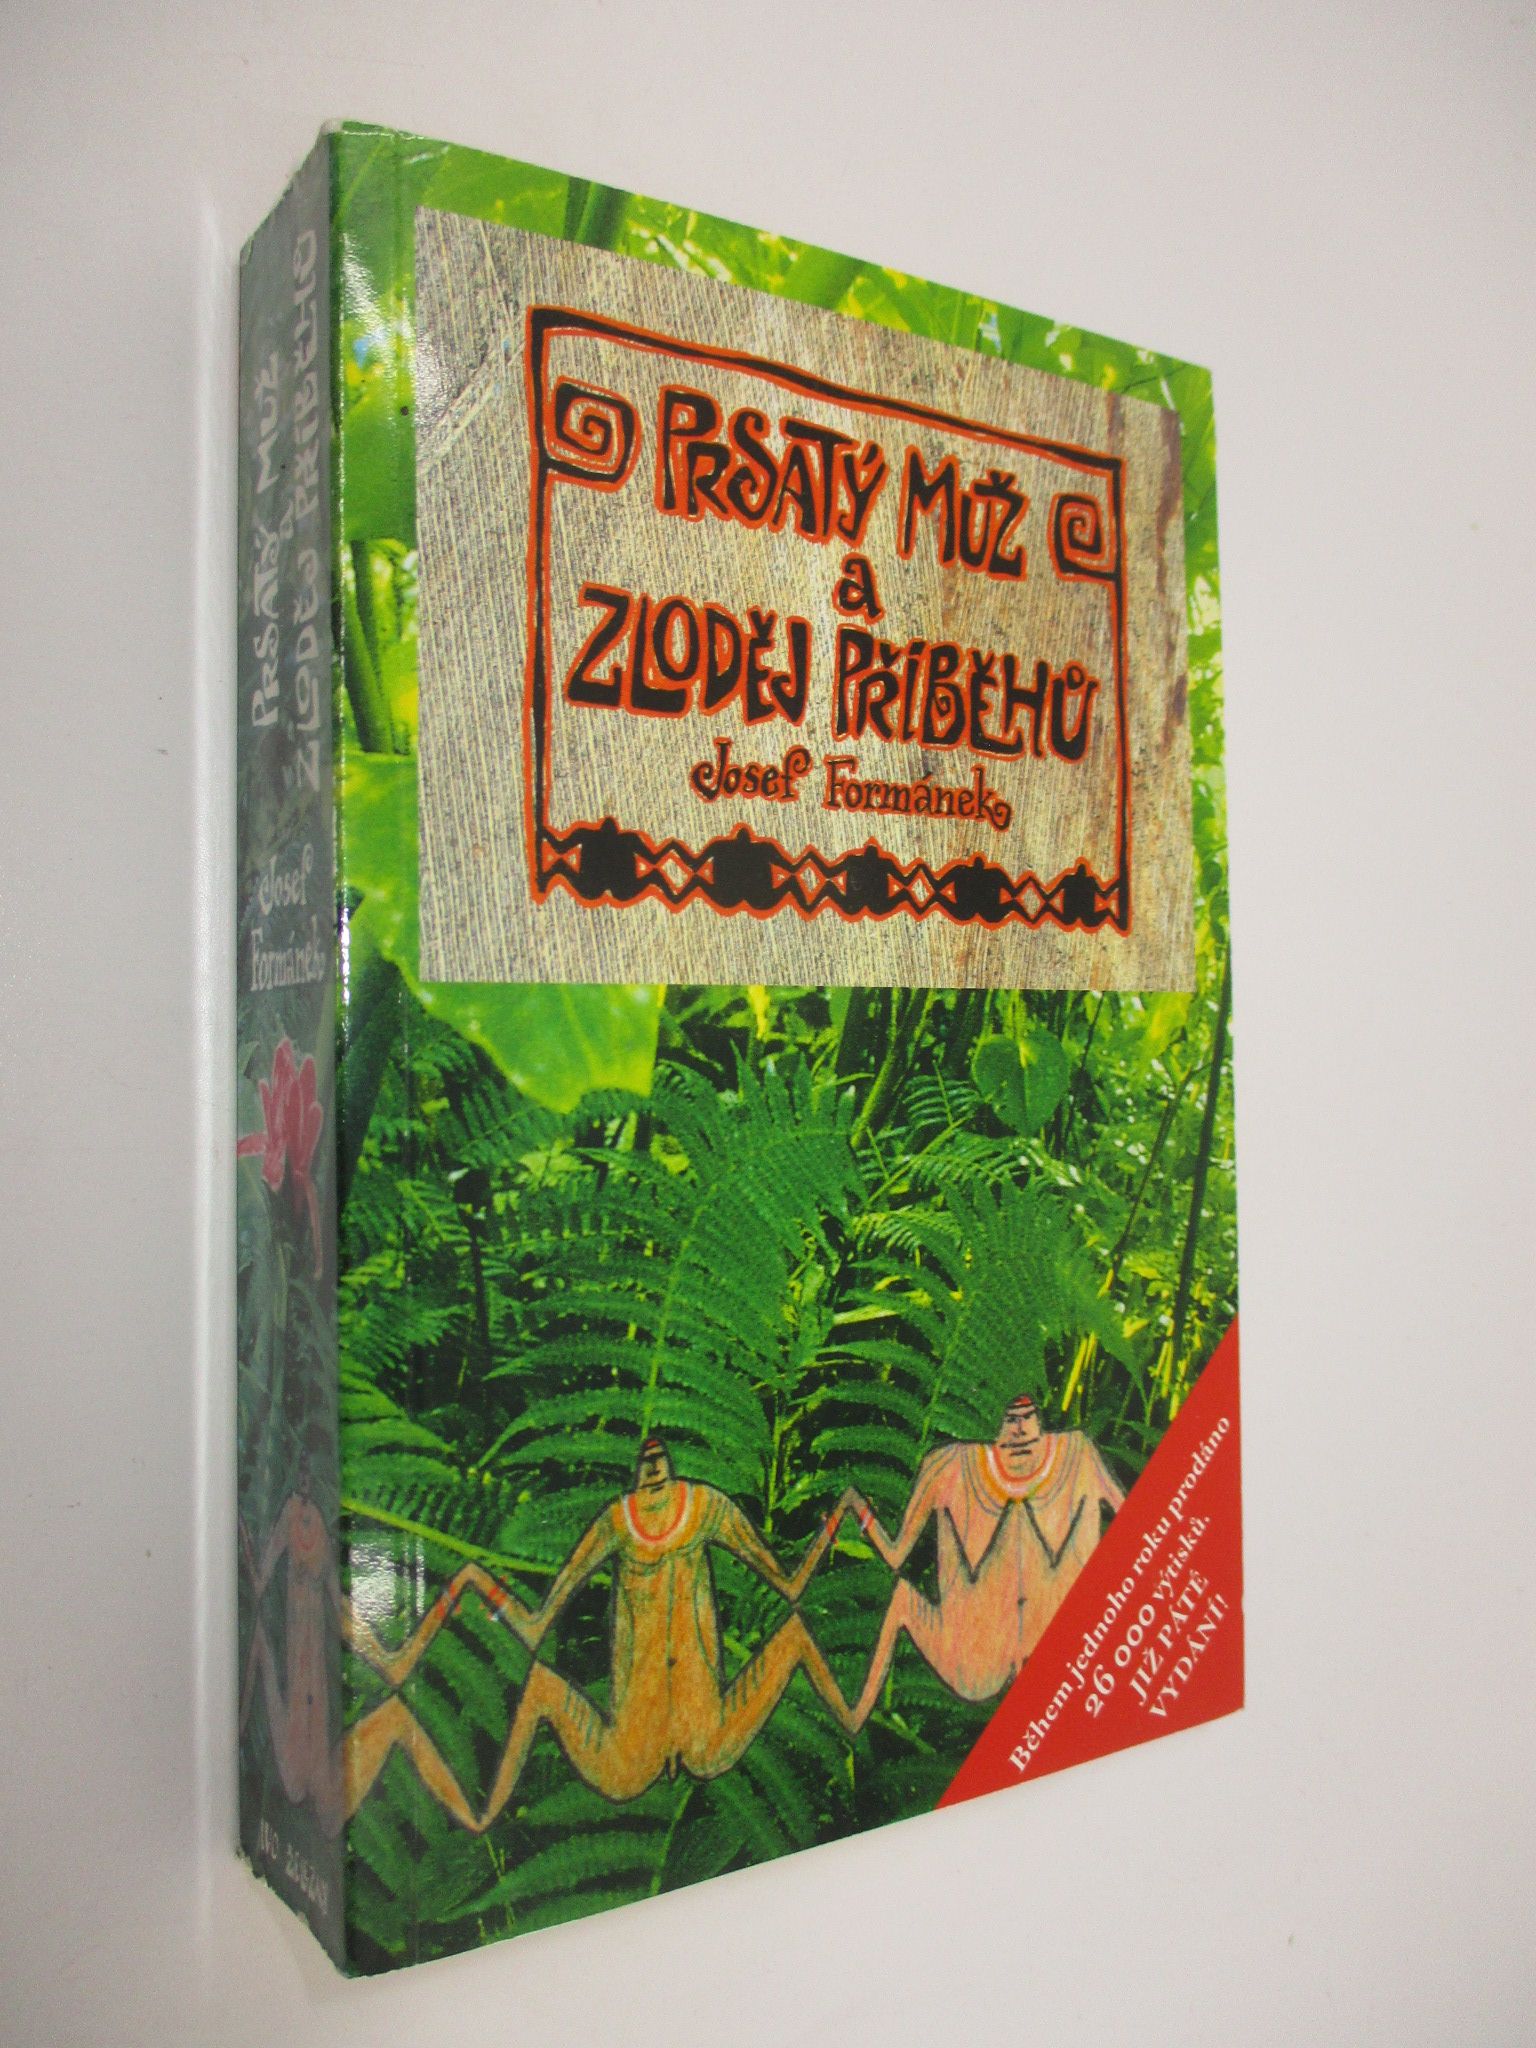 PRSATÝ MUŽ
a
ZLODĚJ PŘÍBĚHŮ
Josef Formánek
Během jednoho roku prodáno
26 000 výtisků.
JIŽ PÁTÉ
VYDÁNÍ!
PRSATÝ MUŽ
a
ZLODĚJ PŘÍBĚHŮ
Josef
Formánek